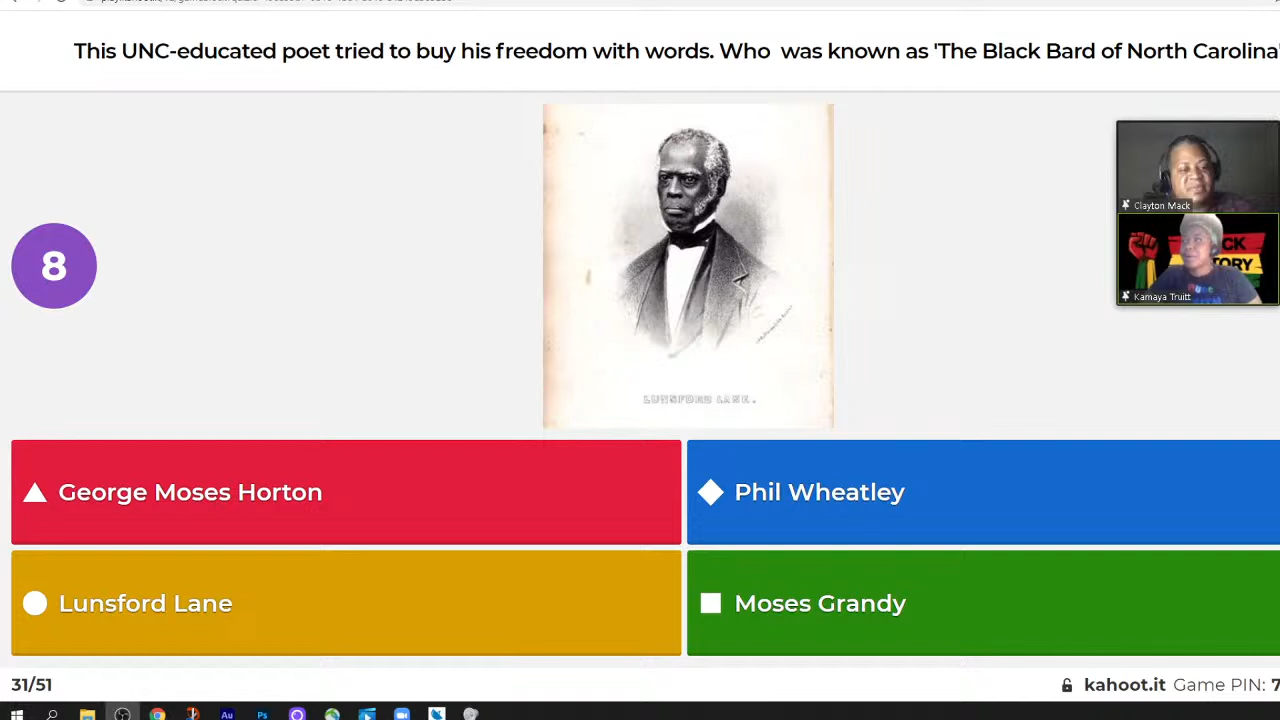 This UNC-educated poet tried to buy his freedom with words. Who was known as 'The Black Bard of North Carolina'
Clayton Mack
Kamaya Truitt
8
LUNSFORD LANE.
George Moses Horton
Phil Wheatley
Lunsford Lane
Moses Grandy
31/51
kahoot.it Game PIN: 7
Au
Ps